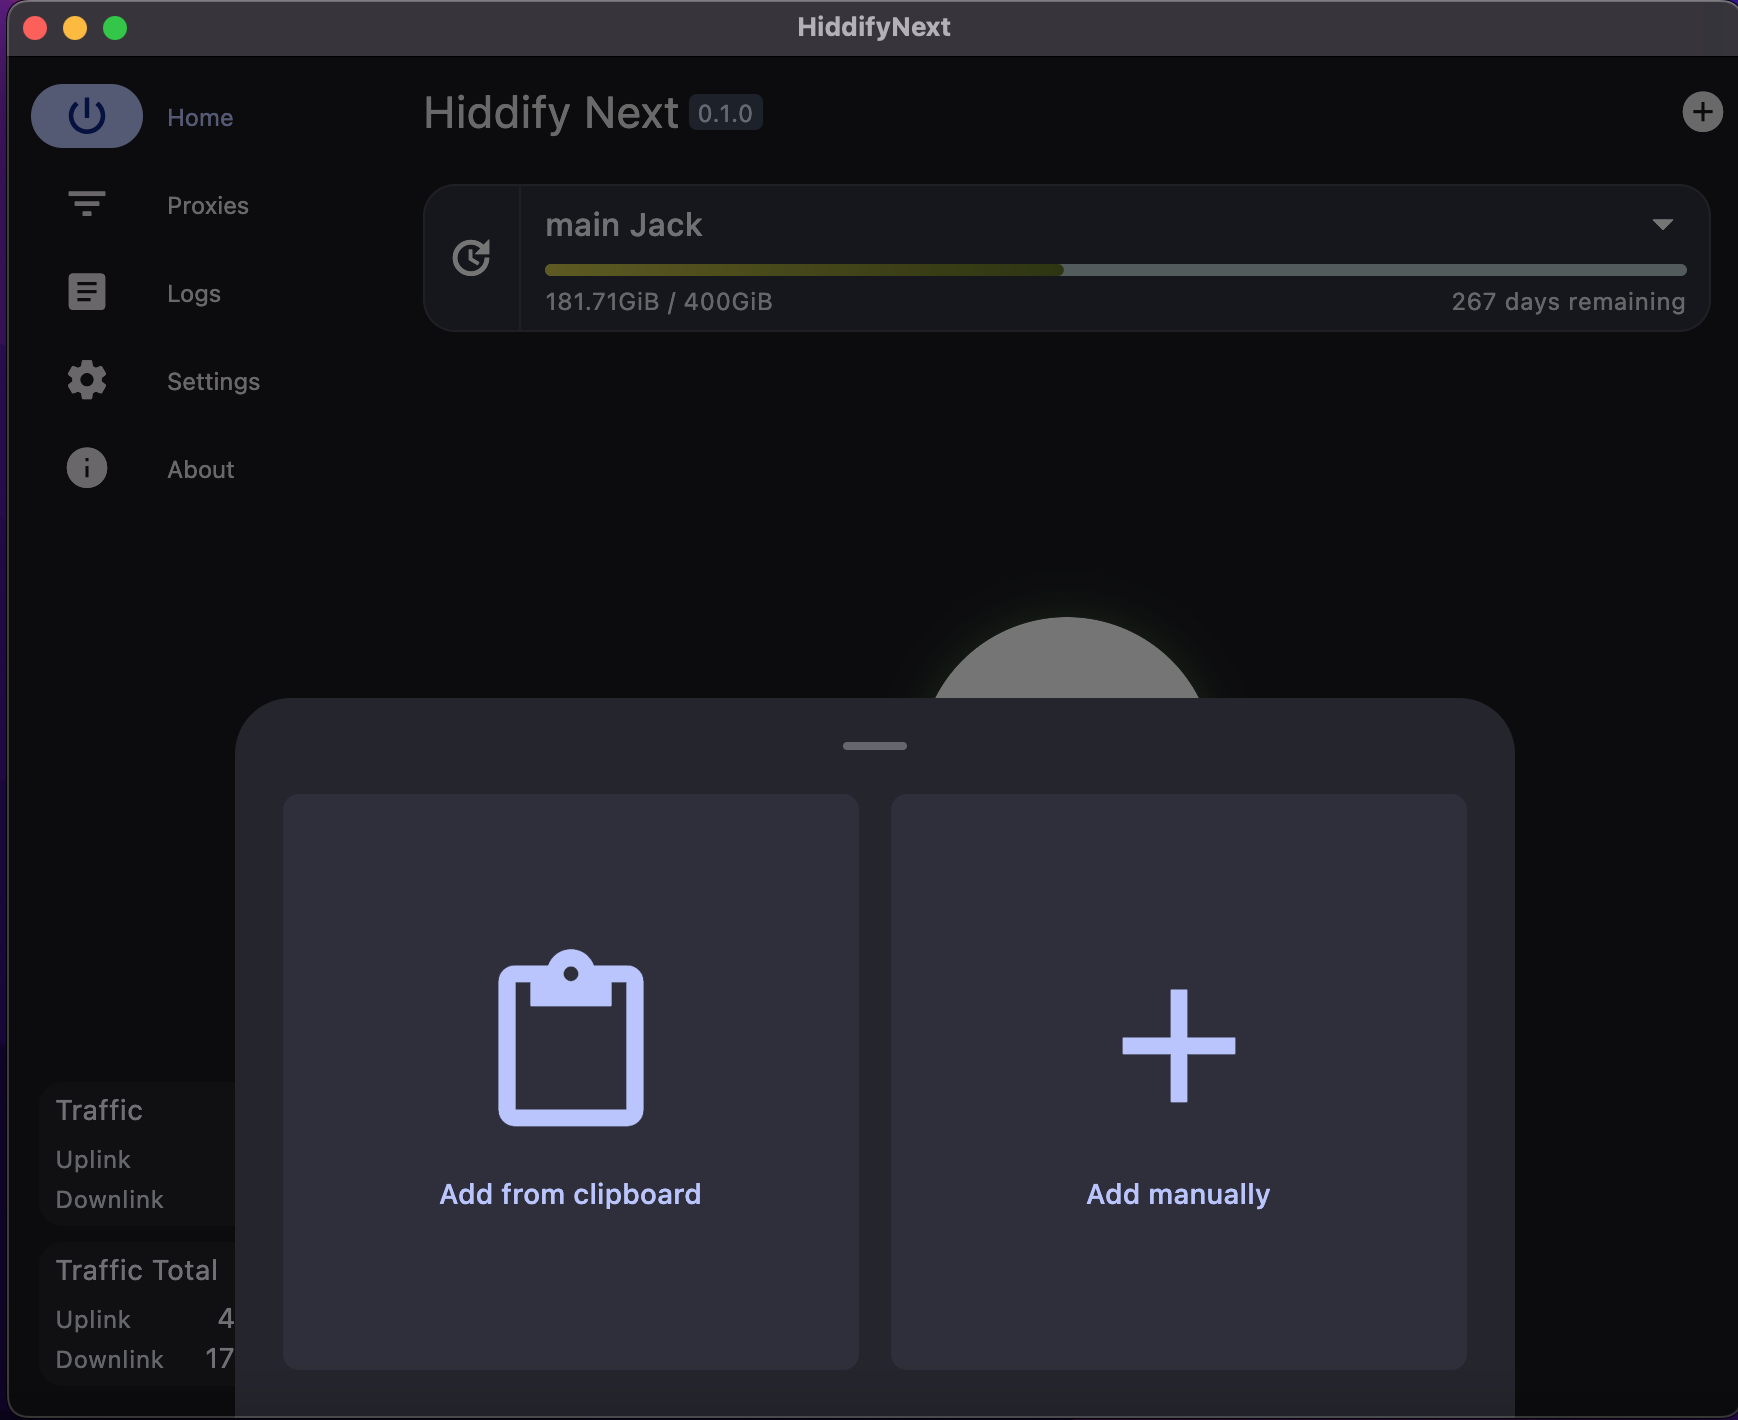 HiddifyNext
Home
Proxies
Logs
Settings
About
Hiddify Next 0.1.0
main Jack
181.71GiB / 400GiB
267 days remaining
Add from clipboard
Add manually
Traffic
Uplink
Downlink
Traffic Total
Uplink 4
Downlink 17